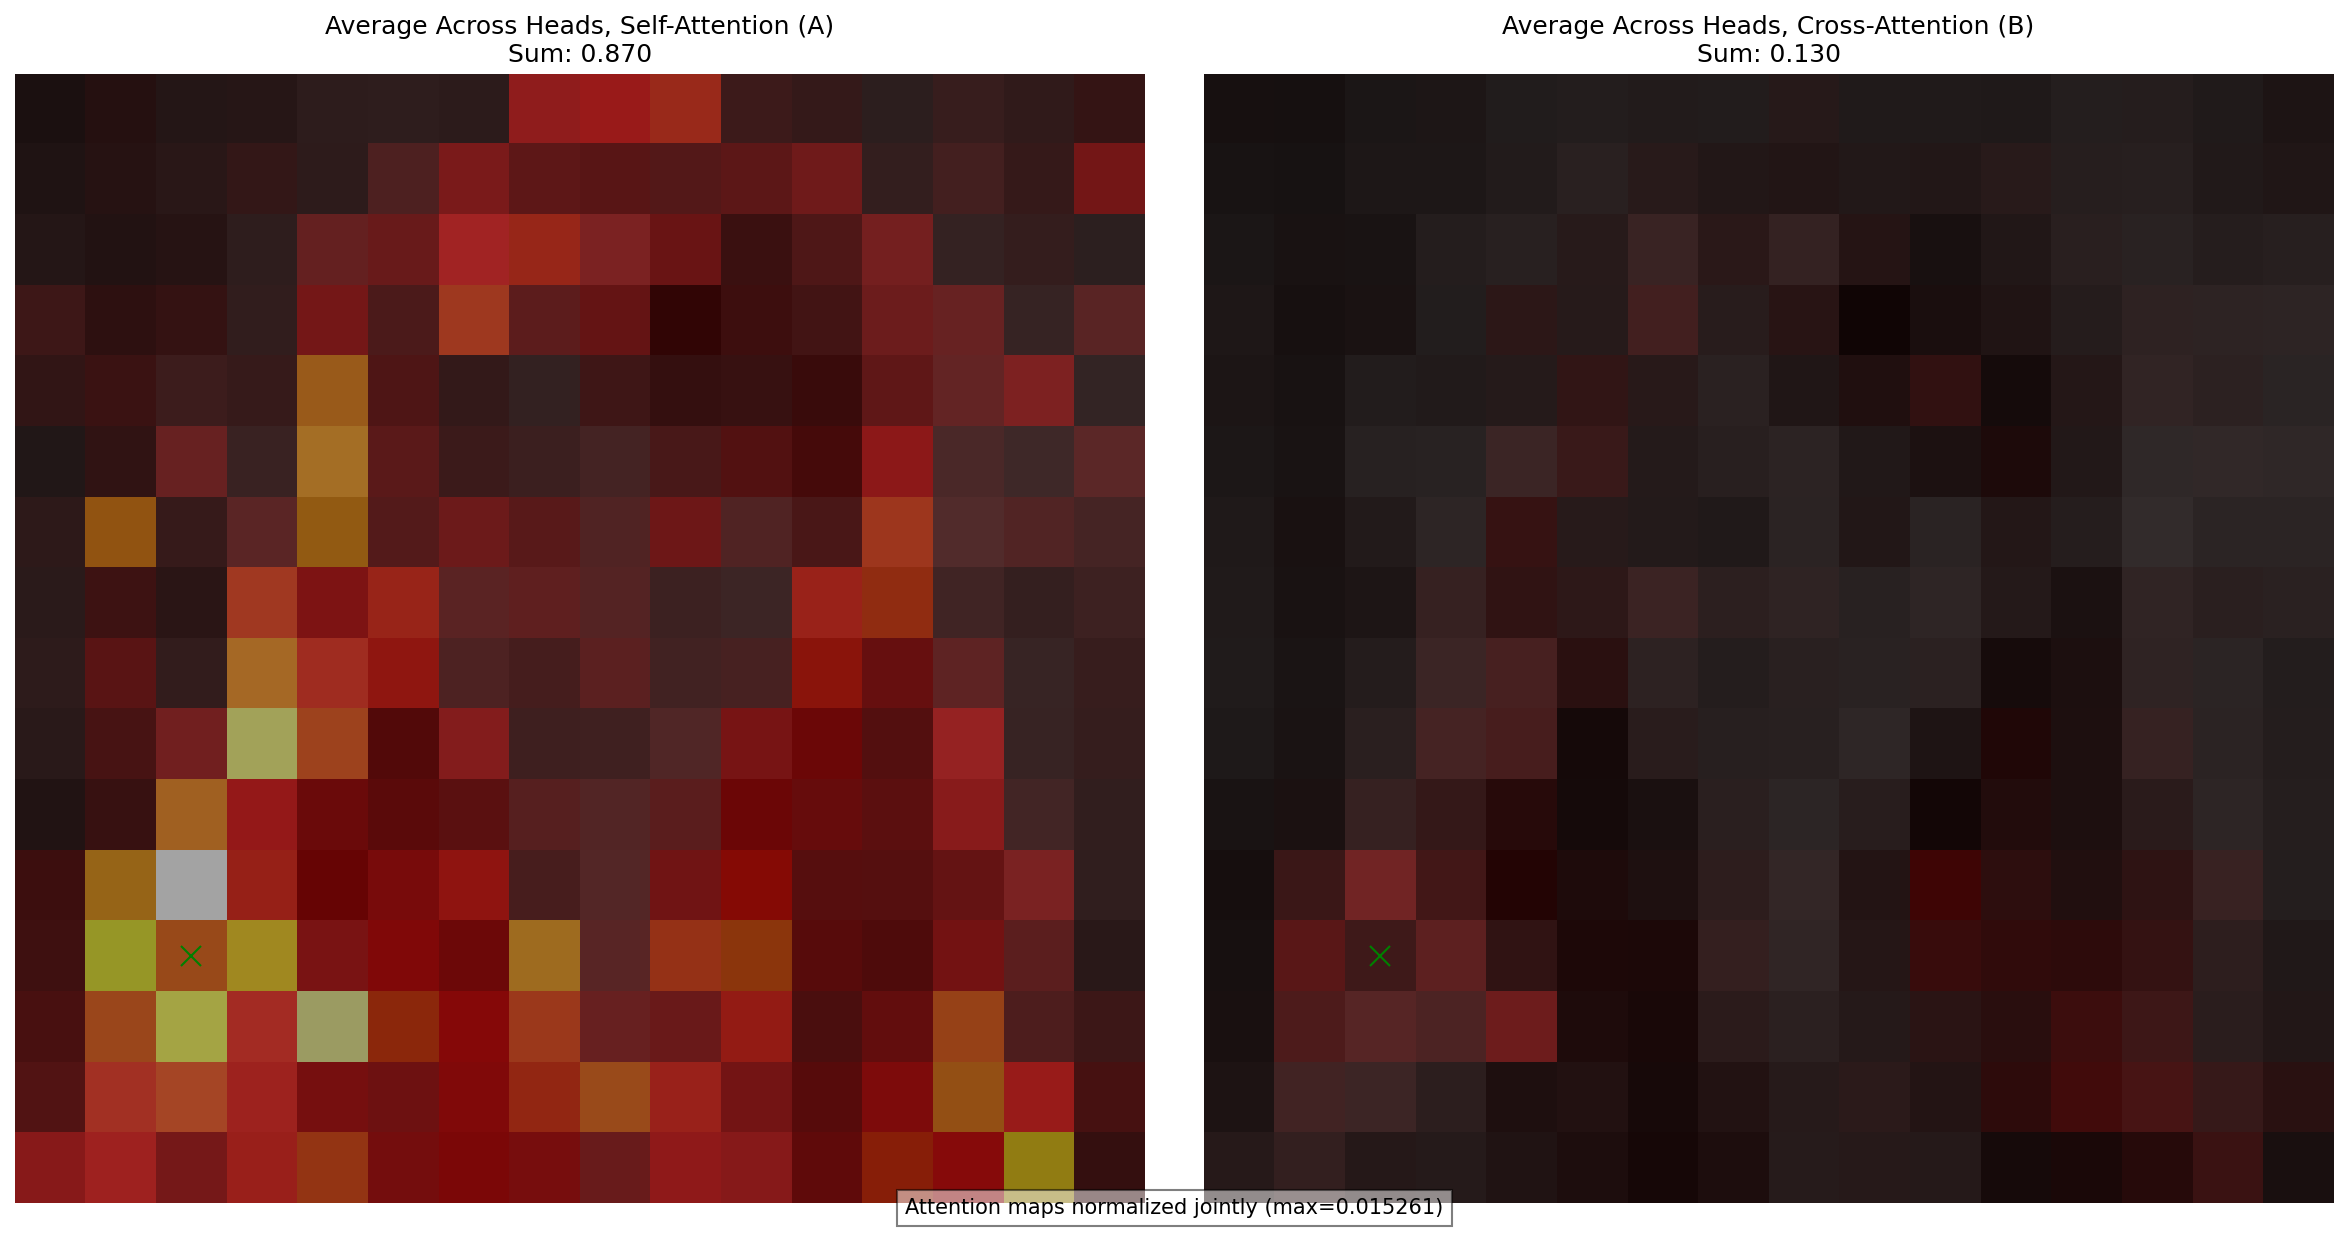 Average Across Heads, Self-Attention (A)
Sum: 0.870
Average Across Heads, Cross-Attention (B)
Sum: 0.130
Attention maps normalized jointly (max=0.015261)